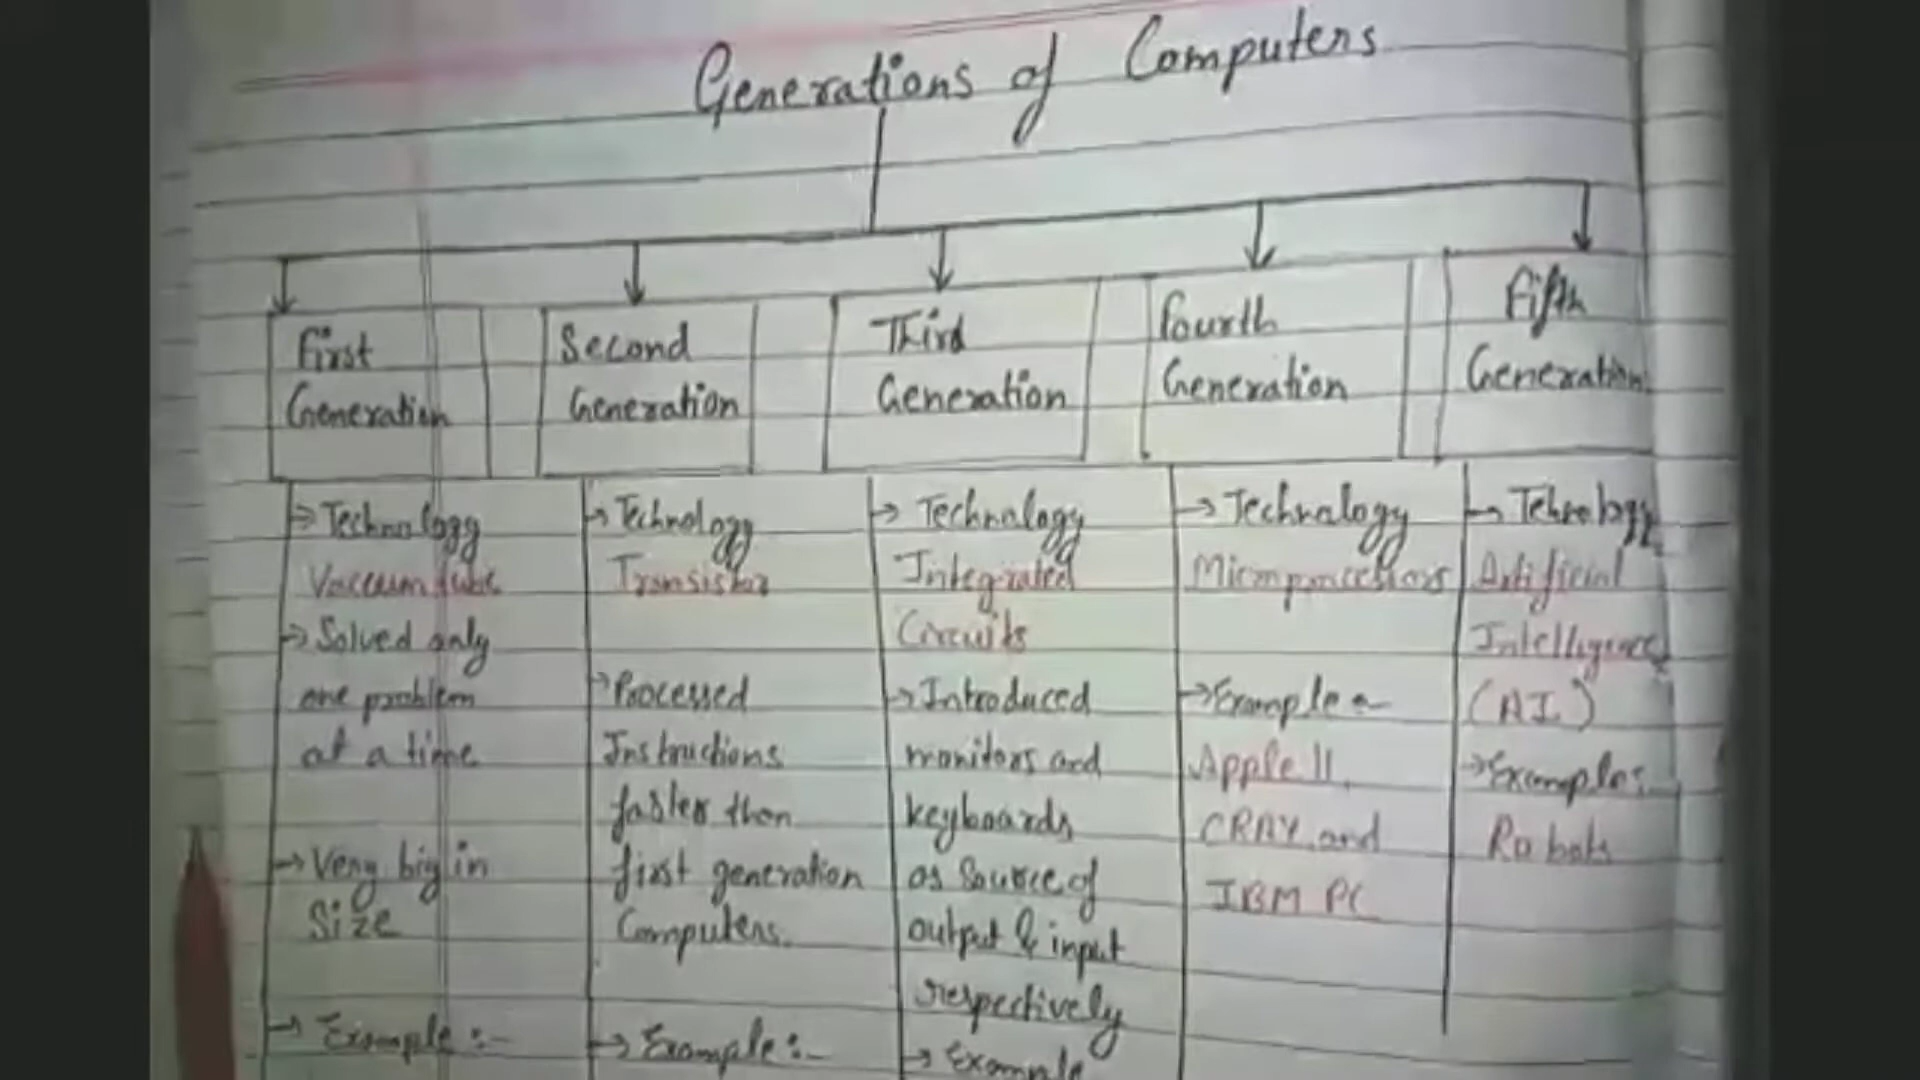 Generations of Computers
First
Generation
Second
Generation
Third
Generation
Fourth
Generation
Fifth
Generation
→ Technology
Vaccum tube
→ Solved only
one problem
at a time
→ Very big in
Size
→ Example :-
→ Technology
Transistor
→ Processed
Instructions
faster than
first generation
Computers.
→ Example :-
→ Technology
Integrated
Circuits
→ Introduced
monitors and
keyboards
as Source of
output & input
respectively
→ Example
→ Technology
Microprocessors
→ Example -
Apple II,
CRAY, and
IBM PC
→ Tehnology
Artificial
Intelligence
(AI)
→ Example:
Robots